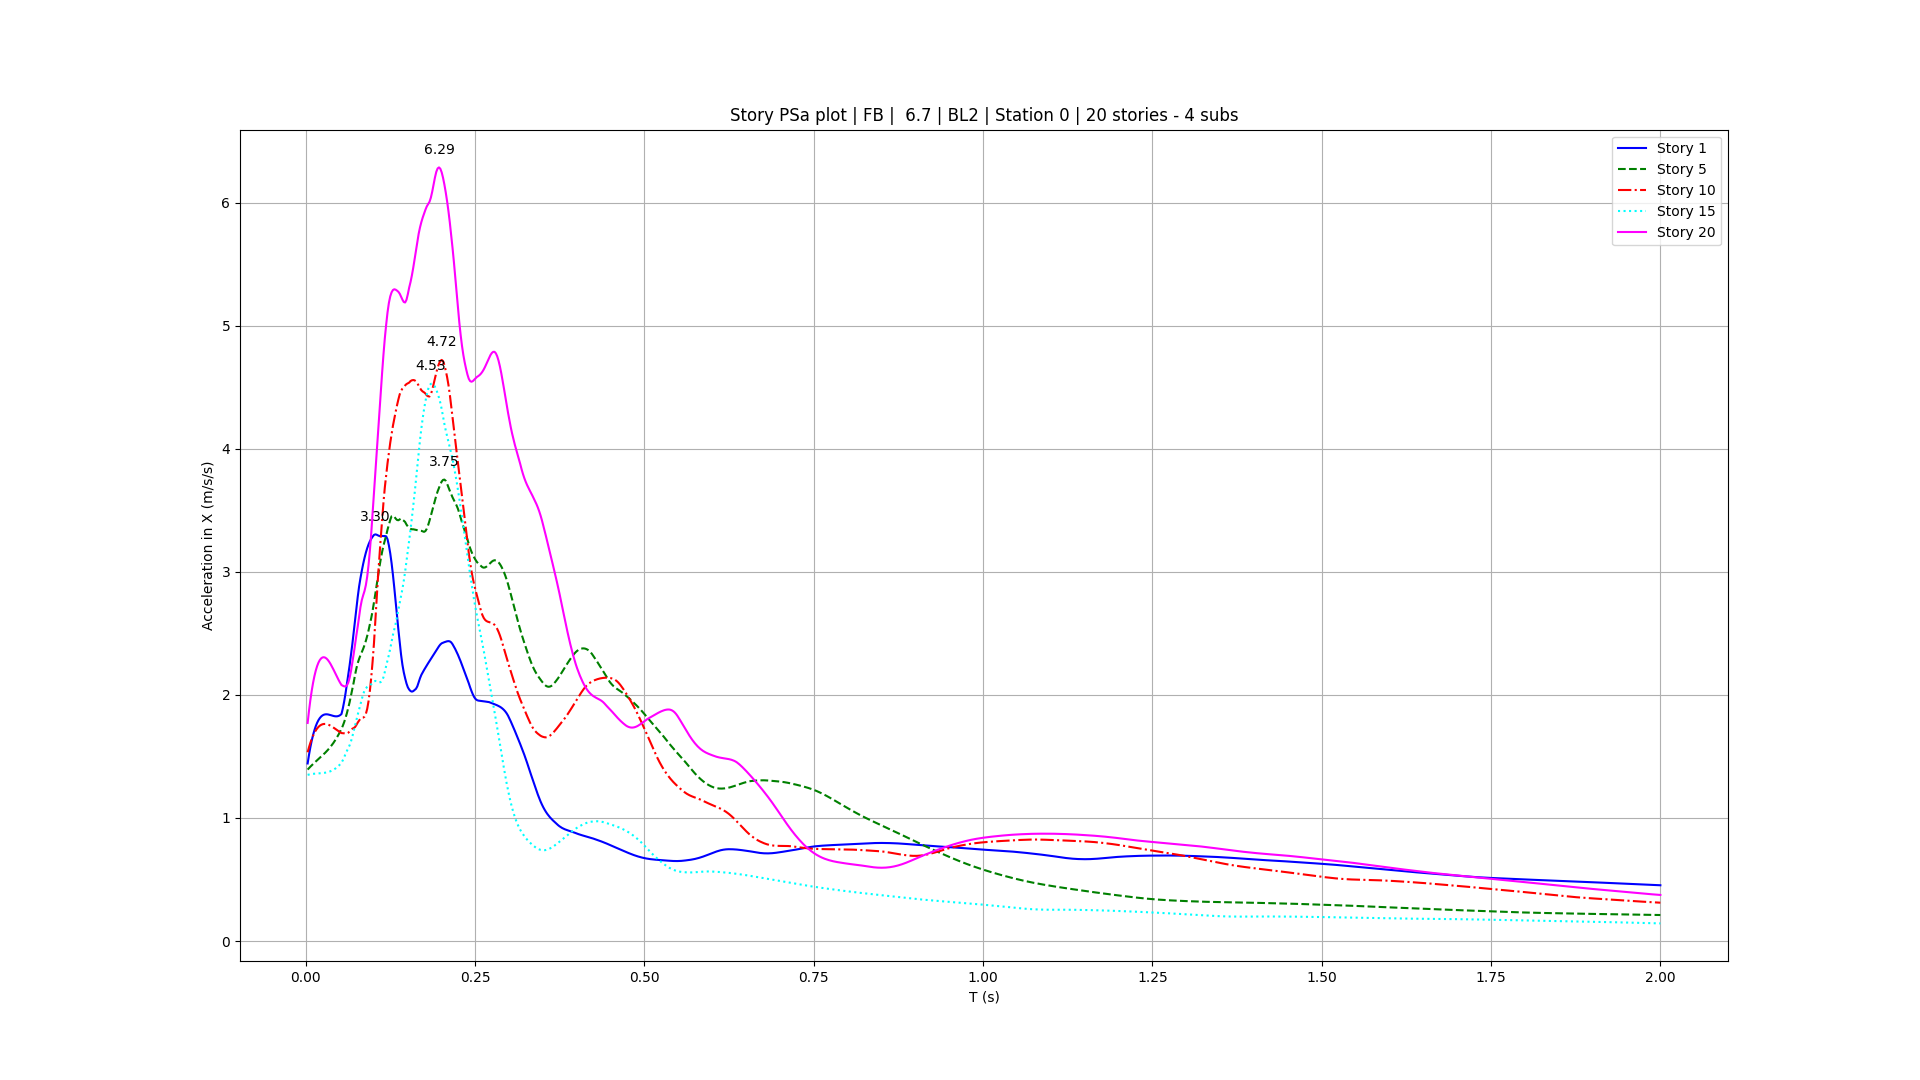 Story PSa plot | FB |  6.7 | BL2 | Station 0 | 20 stories - 4 subs
Story 1
Story 5
Story 10
Story 15
Story 20
6.29
4.72
4.53
3.75
3.30
Acceleration in X (m/s/s)
6
5
4
3
2
1
0
0.00 0.25 0.50 0.75 1.00 1.25 1.50 1.75 2.00
T (s)